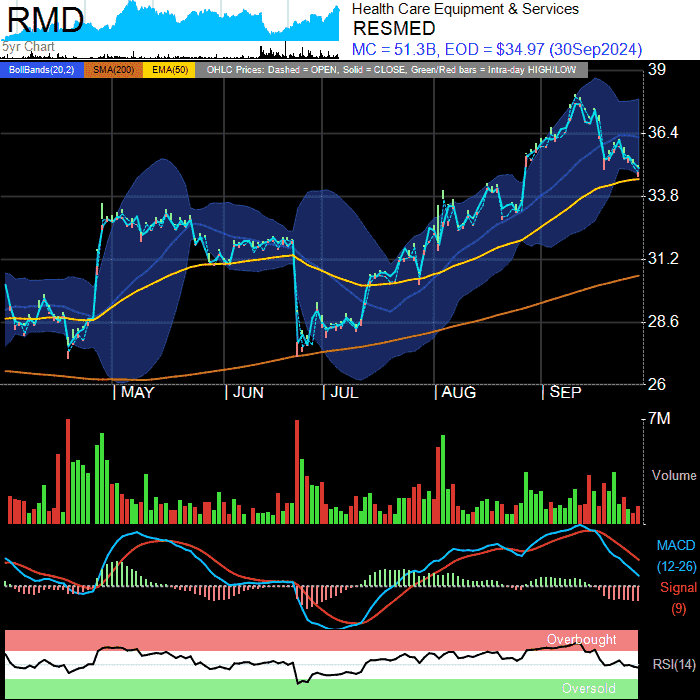 RMD
5yr Chart
Health Care Equipment & Services
RESMED
MC = 51.3B, EOD = $34.97 (30Sep2024)
BollBands(20,2) SMA(200) EMA(50) OHLC Prices: Dashed = OPEN, Solid = CLOSE, Green/Red bars = Intra-day HIGH/LOW
39
36.4
33.8
31.2
28.6
26
MAY JUN JUL AUG SEP
7M
Volume
MACD
(12-26)
Signal
(9)
Overbought
RSI(14)
Oversold